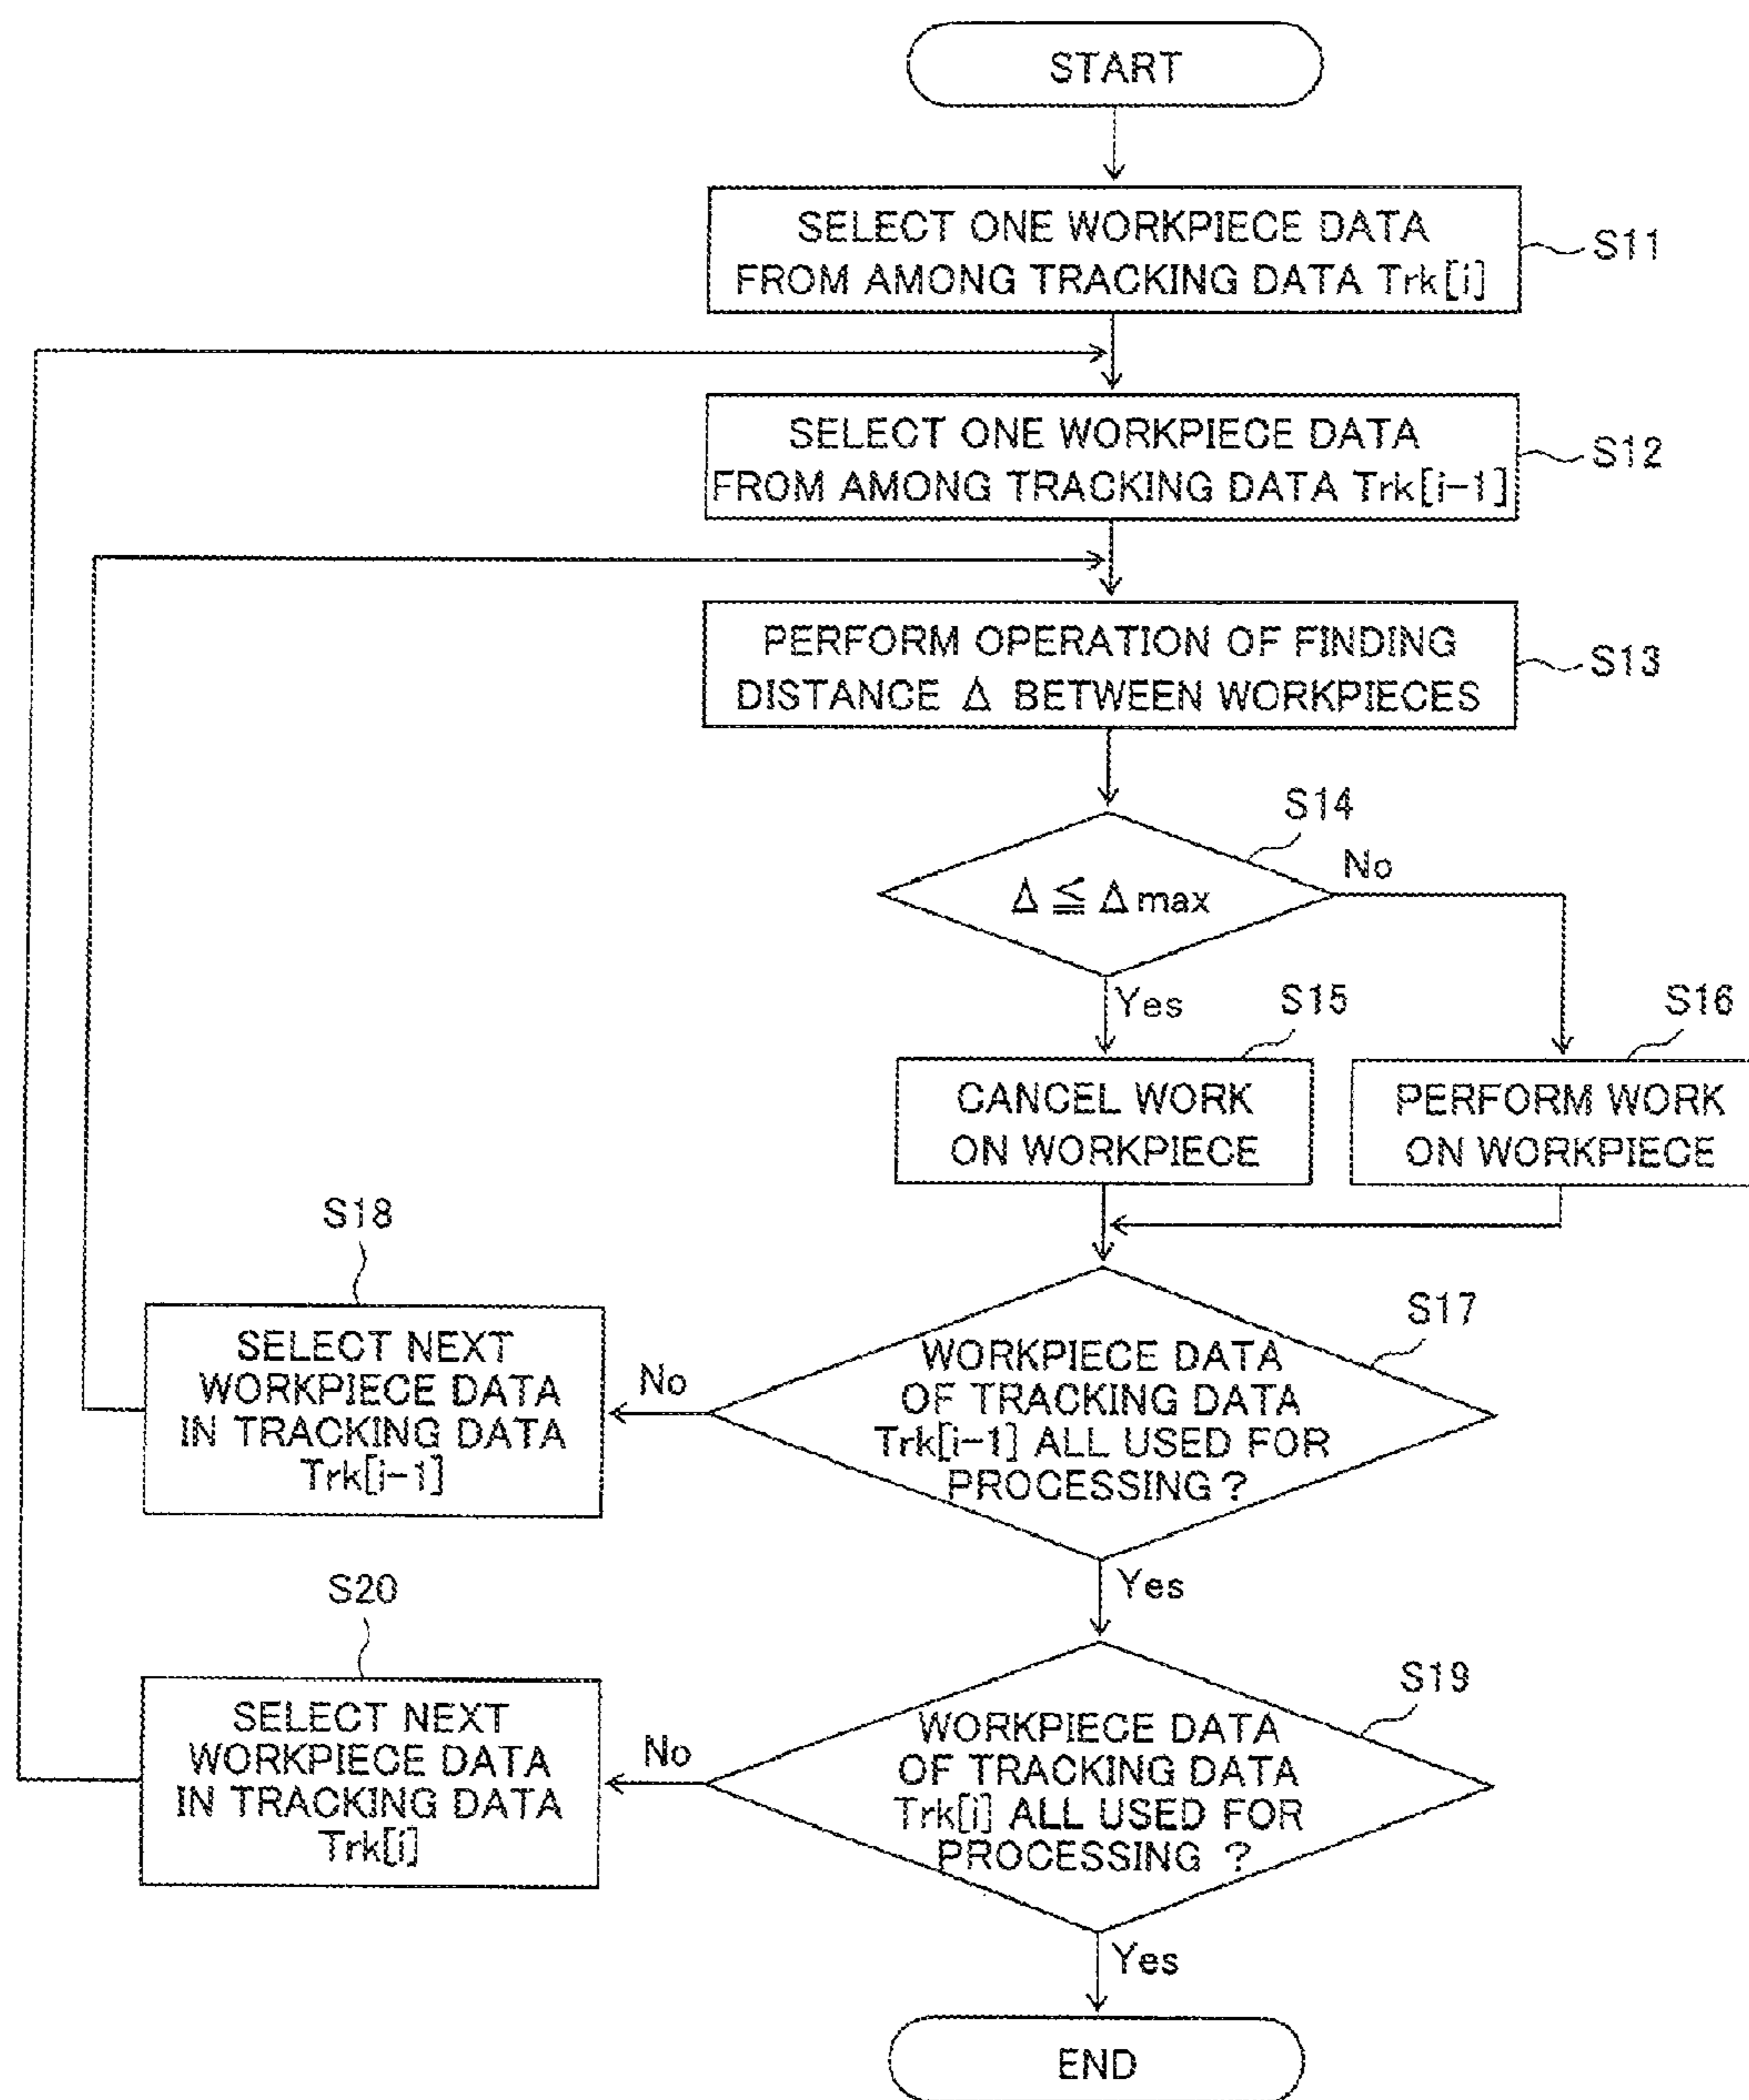 START
SELECT ONE WORKPIECE DATA
FROM AMONG TRACKING DATA Trk[i]
S11
SELECT ONE WORKPIECE DATA
FROM AMONG TRACKING DATA Trk[i-1]
S12
PERFORM OPERATION OF FINDING
DISTANCE Δ BETWEEN WORKPIECES
S13
S14
Δ ≦ Δmax
No
Yes
S15
CANCEL WORK
ON WORKPIECE
S16
PERFORM WORK
ON WORKPIECE
S17
WORKPIECE DATA
OF TRACKING DATA
Trk[i-1] ALL USED FOR
PROCESSING ?
No
S18
SELECT NEXT
WORKPIECE DATA
IN TRACKING DATA
Trk[i-1]
Yes
S19
WORKPIECE DATA
OF TRACKING DATA
Trk[i] ALL USED FOR
PROCESSING ?
No
S20
SELECT NEXT
WORKPIECE DATA
IN TRACKING DATA
Trk[i]
Yes
END